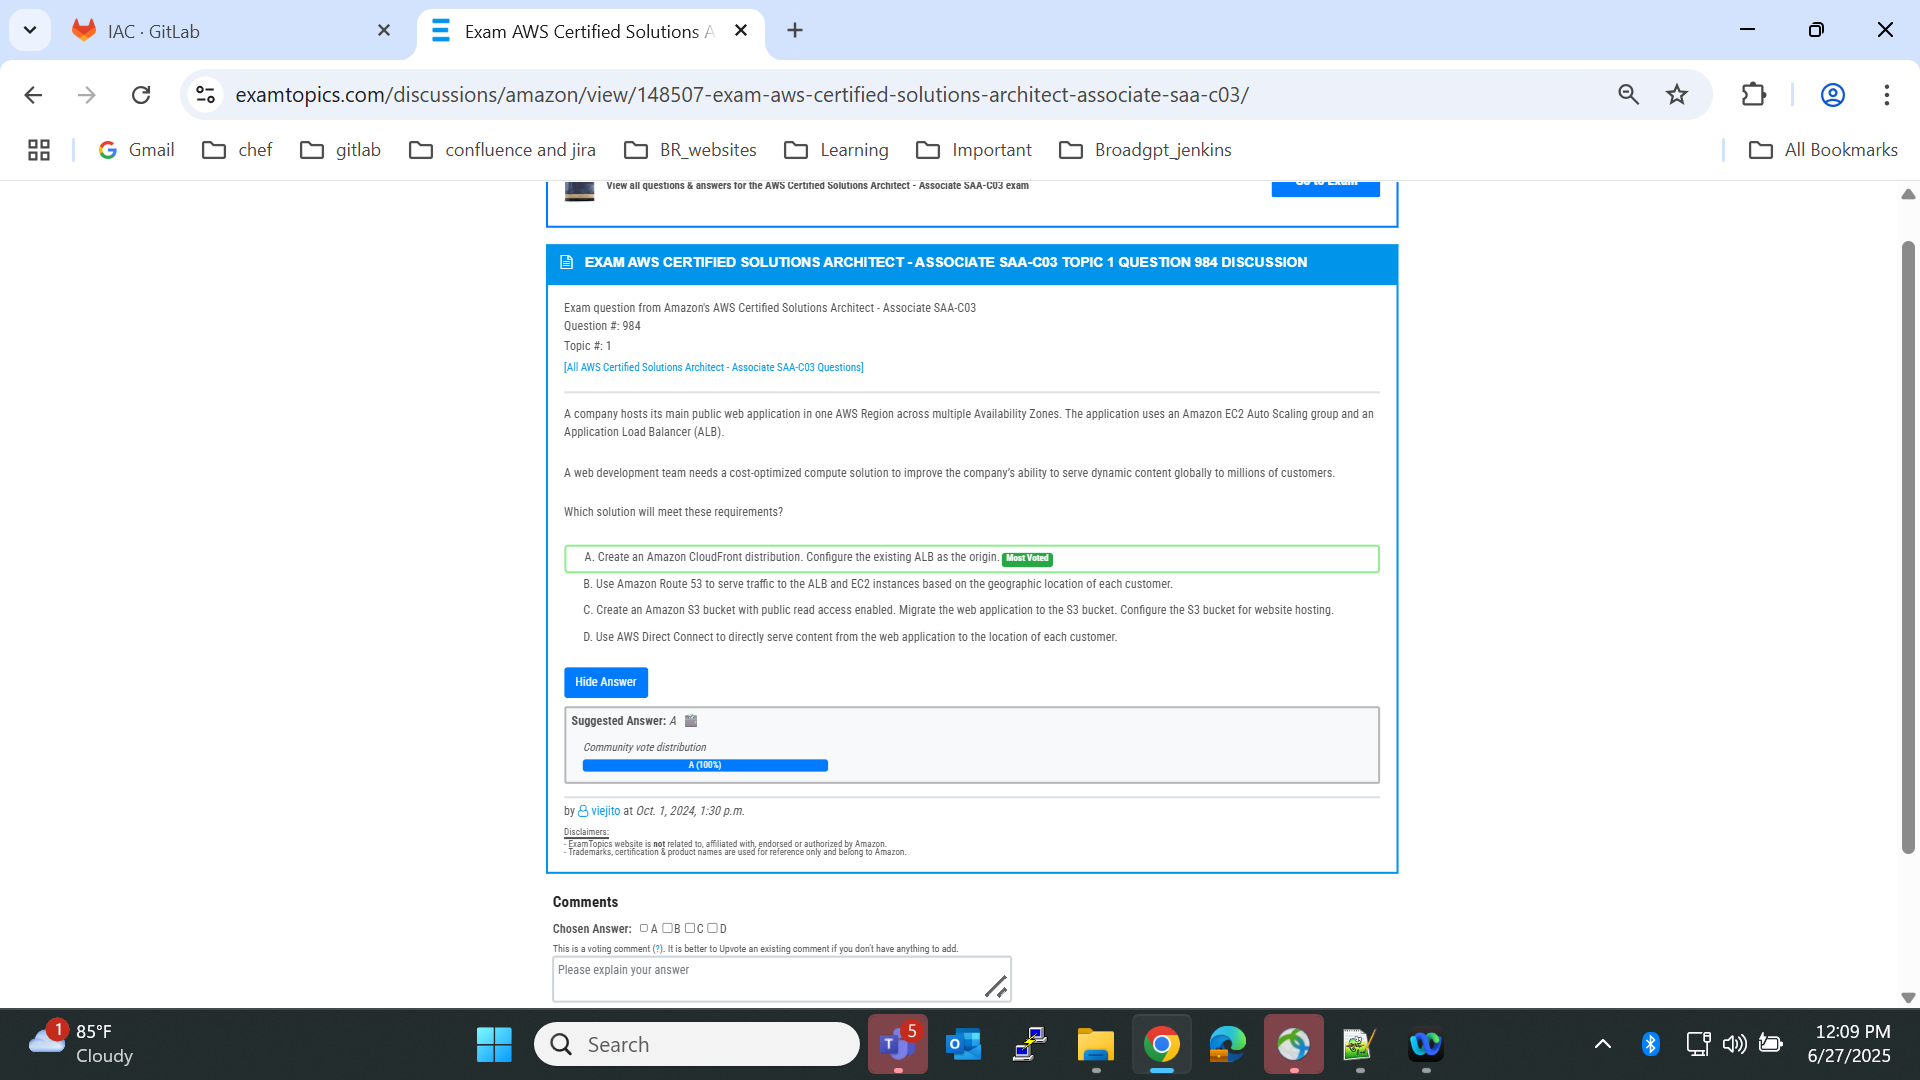 IAC · GitLab
Exam AWS Certified Solutions A
examtopics.com/discussions/amazon/view/148507-exam-aws-certified-solutions-architect-associate-saa-c03/
Gmail
chef
gitlab
confluence and jira
BR_websites
Learning
Important
Broadgpt_jenkins
All Bookmarks
View all questions & answers for the AWS Certified Solutions Architect - Associate SAA-C03 exam
Go to Exam
EXAM AWS CERTIFIED SOLUTIONS ARCHITECT - ASSOCIATE SAA-C03 TOPIC 1 QUESTION 984 DISCUSSION
Exam question from Amazon's AWS Certified Solutions Architect - Associate SAA-C03
Question #: 984
Topic #: 1
[All AWS Certified Solutions Architect - Associate SAA-C03 Questions]
A company hosts its main public web application in one AWS Region across multiple Availability Zones. The application uses an Amazon EC2 Auto Scaling group and an
Application Load Balancer (ALB).
A web development team needs a cost-optimized compute solution to improve the company's ability to serve dynamic content globally to millions of customers.
Which solution will meet these requirements?
A. Create an Amazon CloudFront distribution. Configure the existing ALB as the origin. Most Voted
B. Use Amazon Route 53 to serve traffic to the ALB and EC2 instances based on the geographic location of each customer.
C. Create an Amazon S3 bucket with public read access enabled. Migrate the web application to the S3 bucket. Configure the S3 bucket for website hosting.
D. Use AWS Direct Connect to directly serve content from the web application to the location of each customer.
Hide Answer
Suggested Answer: A
Community vote distribution
A (100%)
by viejito at Oct. 1, 2024, 1:30 p.m.
Disclaimers:
- ExamTopics website is not related to, affiliated with, endorsed or authorized by Amazon.
- Trademarks, certification & product names are used for reference only and belong to Amazon.
Comments
Chosen Answer: A B C D
This is a voting comment (?). It is better to Upvote an existing comment if you don't have anything to add.
Please explain your answer
1
85°F
Cloudy
Search
5
12:09 PM
6/27/2025